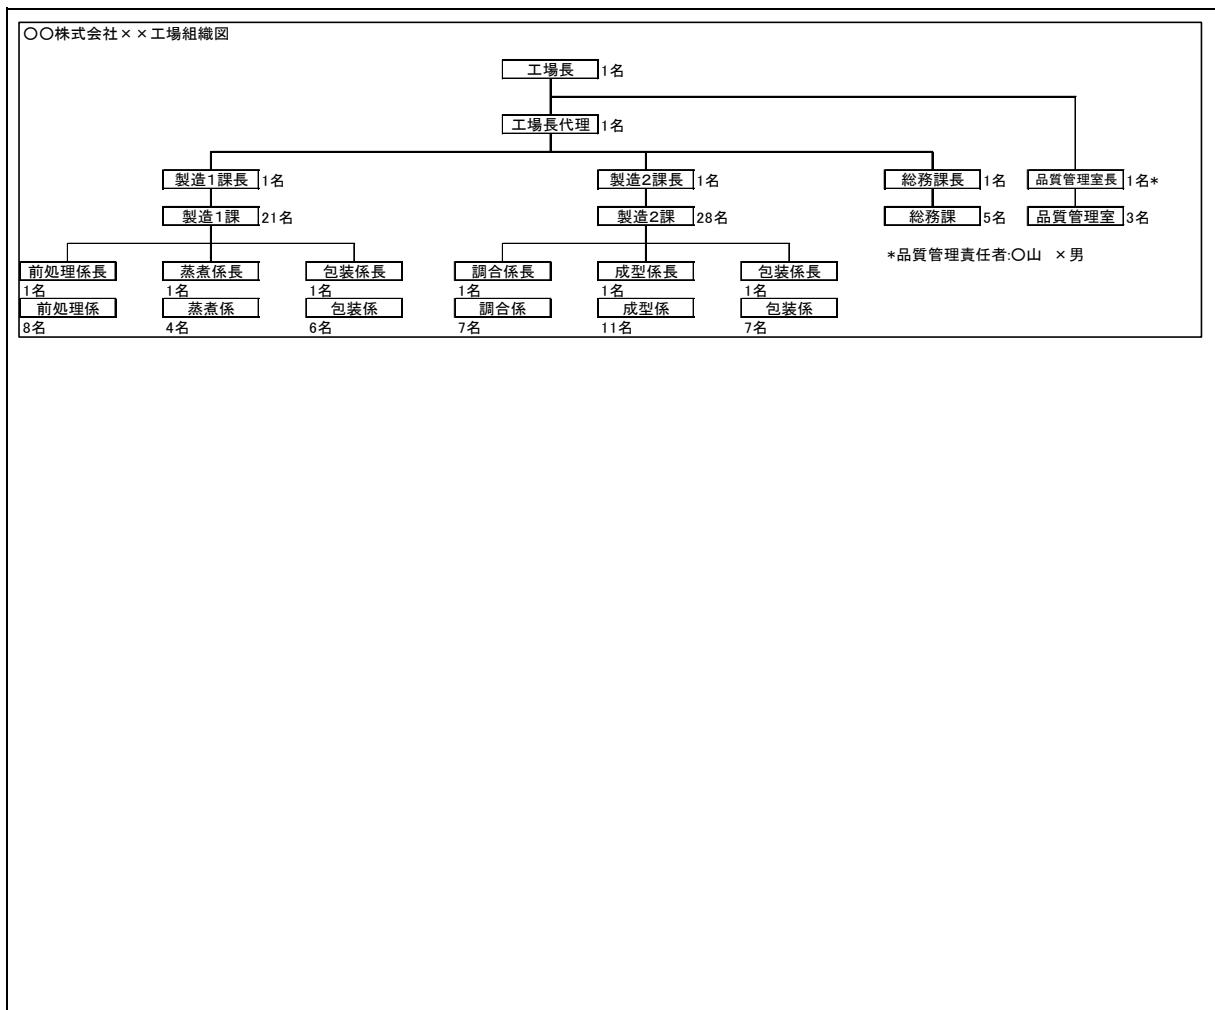 〇〇株式会社××工場組織図
工場長 1名
工場長代理 1名
製造1課長 1名 製造2課長 1名 総務課長 1名 品質管理室長 1名*
製造1課 21名 製造2課 28名 総務課 5名 品質管理室 3名
*品質管理責任者:〇山 ×男
前処理係長 蒸煮係長 包装係長 調合係長 成型係長 包装係長
1名 1名 1名 1名 1名 1名
前処理係 蒸煮係 包装係 調合係 成型係 包装係
8名 4名 6名 7名 11名 7名